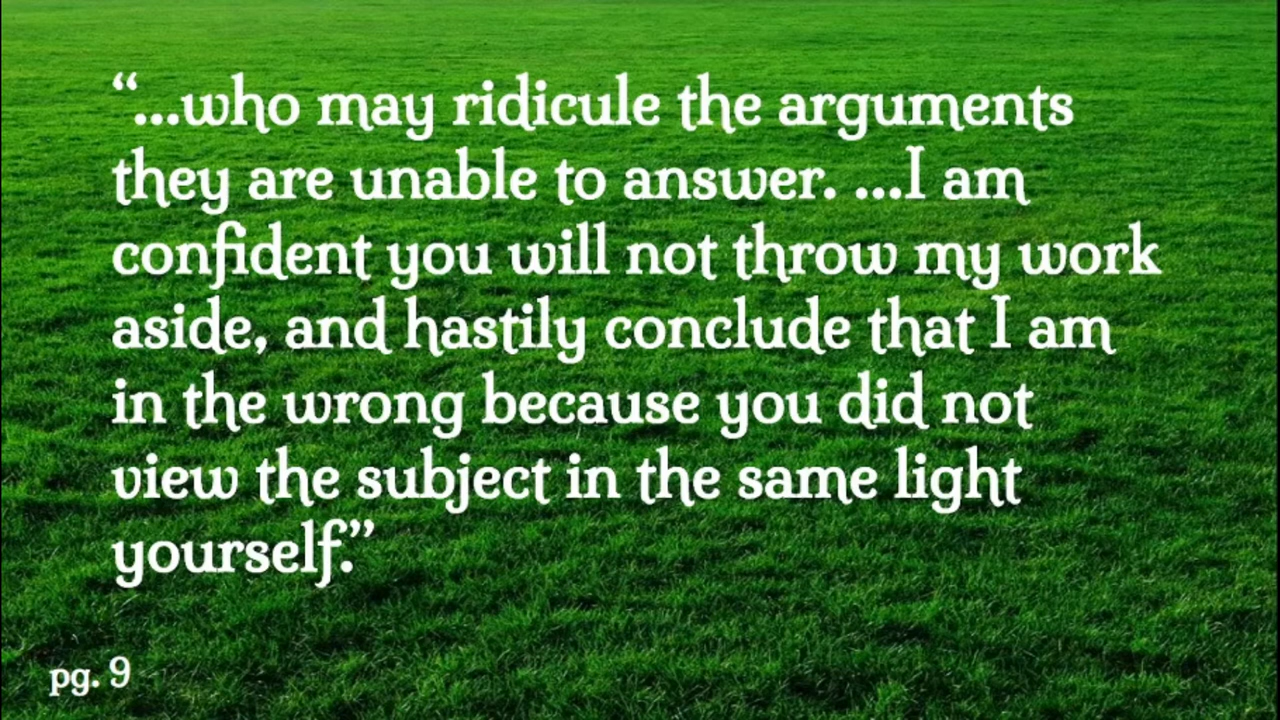 “...who may ridicule the arguments
they are unable to answer. ...I am
confident you will not throw my work
aside, and hastily conclude that I am
in the wrong because you did not
view the subject in the same light
yourself.”
pg. 9